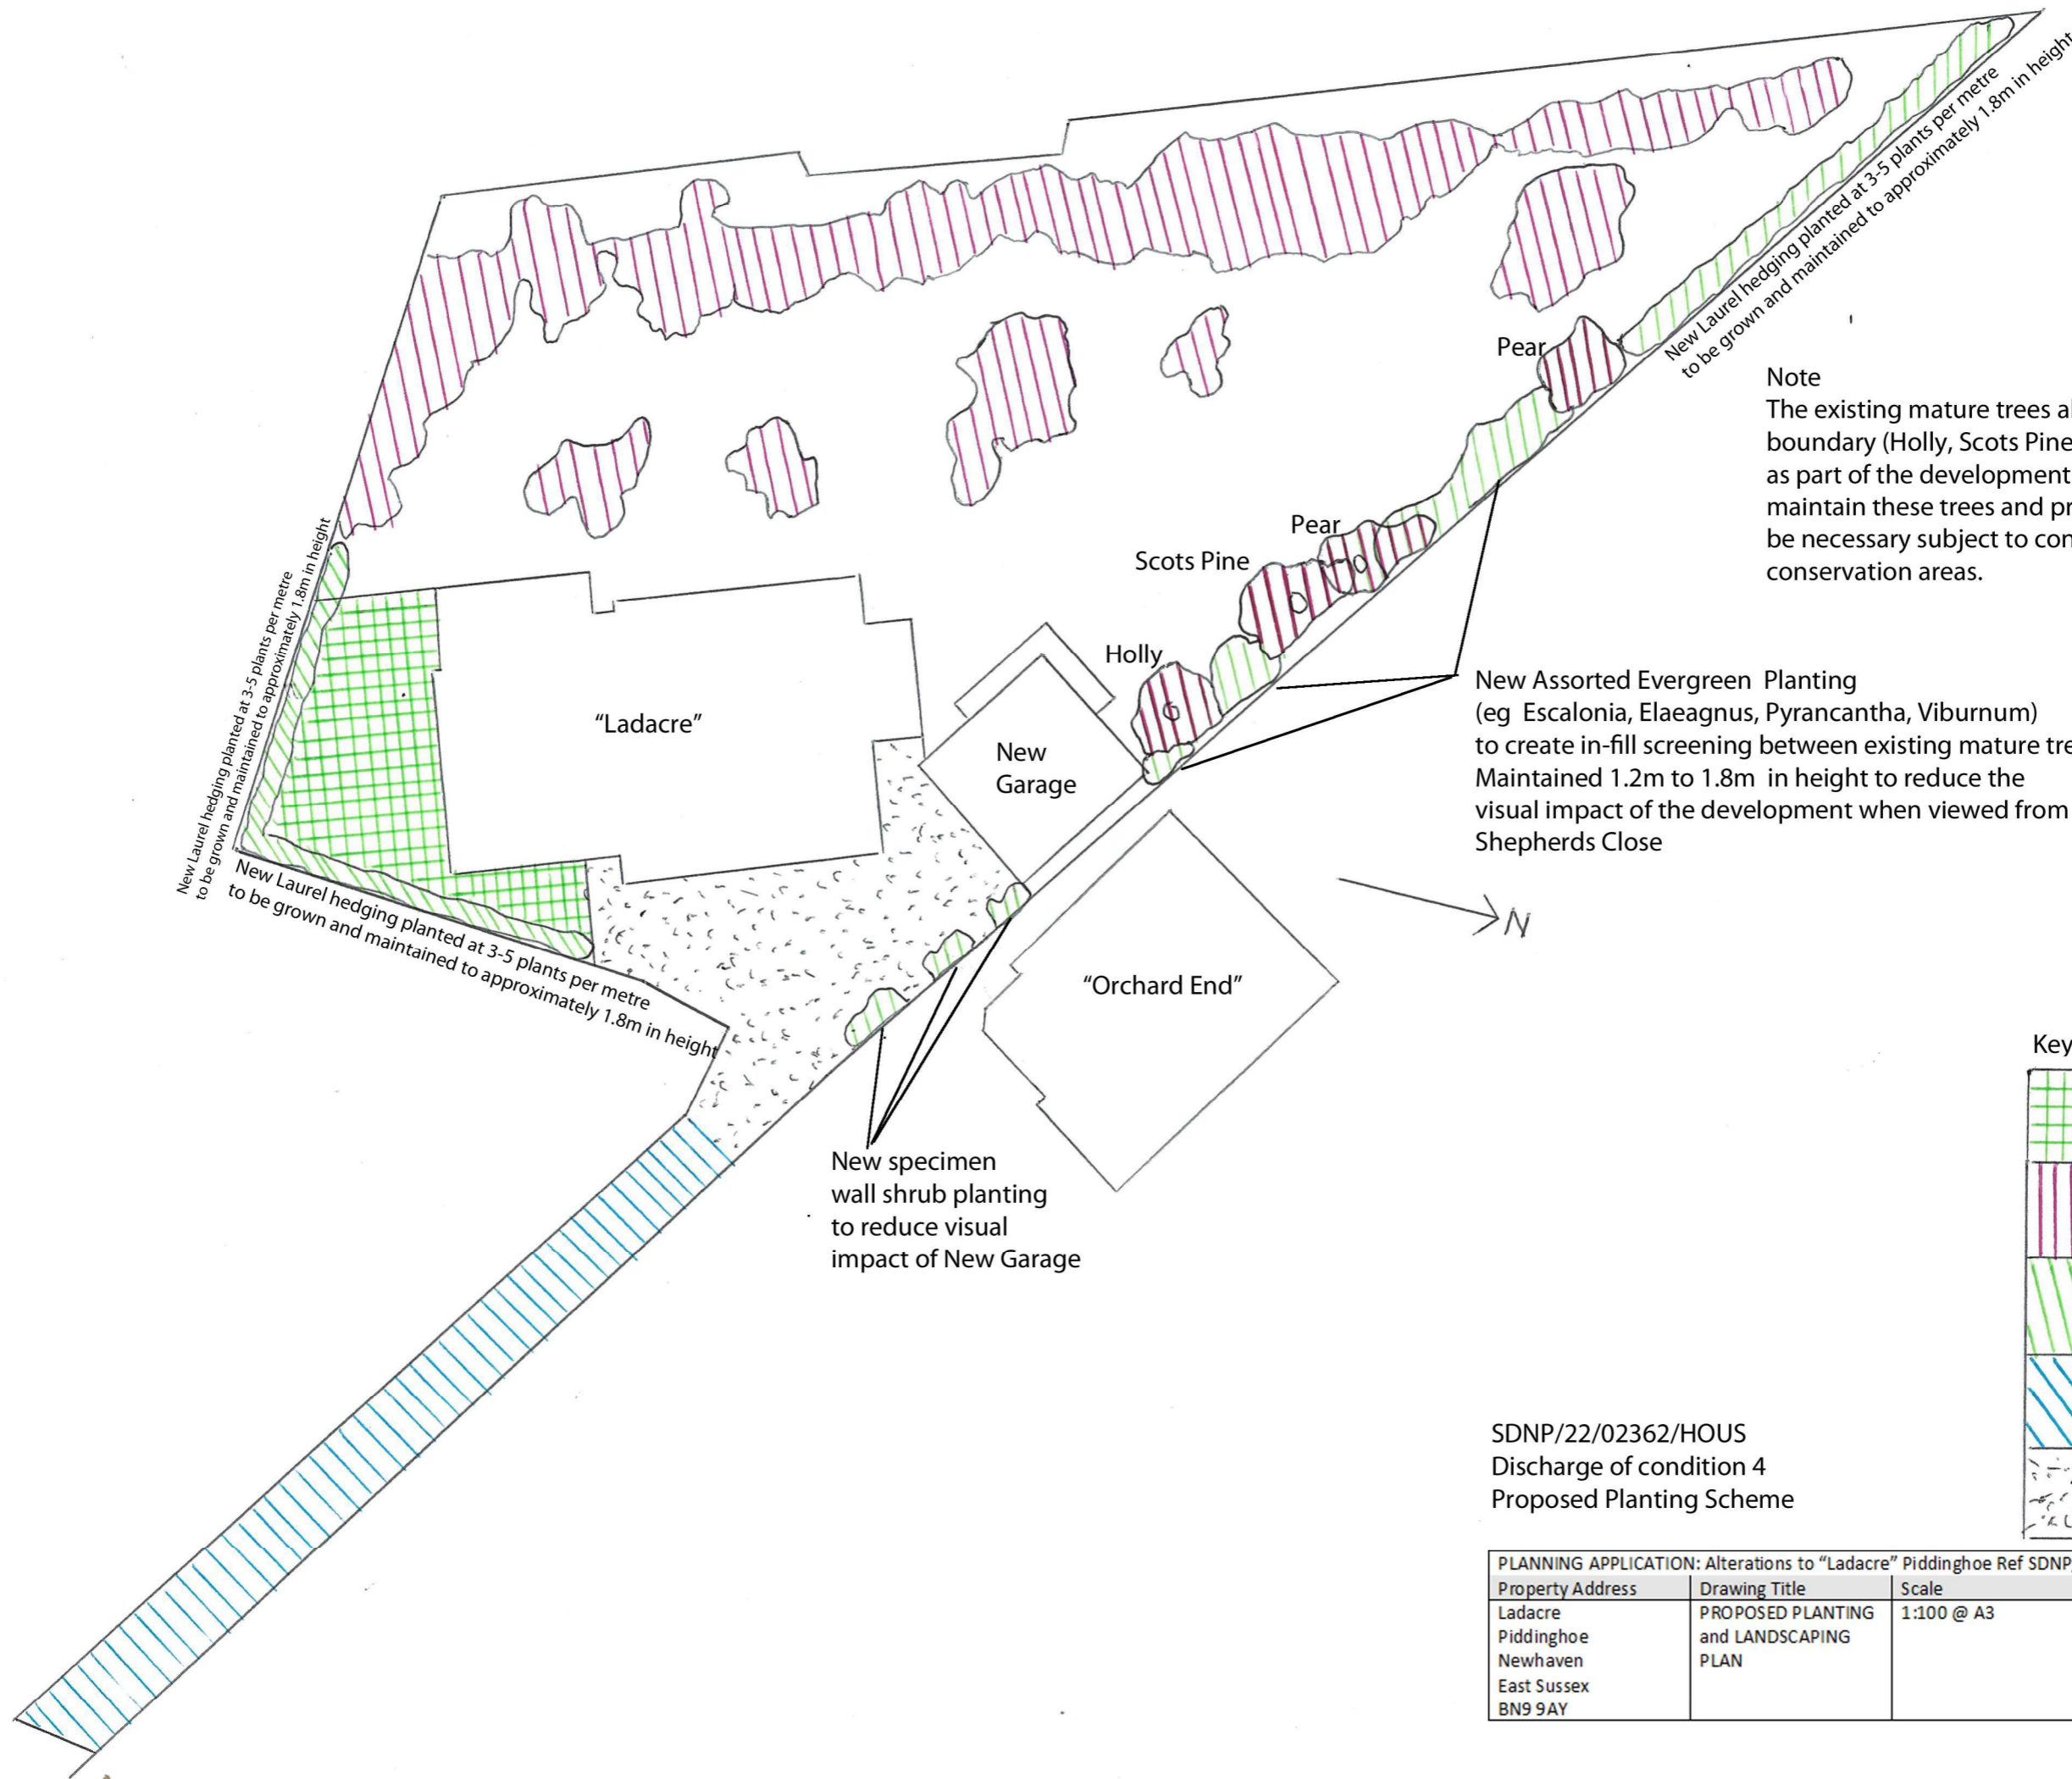 New Laurel hedging planted at 3-5 plants per metre
to be grown and maintained to approximately 1.8m in height
Pear
Note
The existing mature trees
boundary (Holly, Scots Pine
as part of the development
maintain these trees and
be necessary subject to
conservation areas.
Pear
Scots Pine
Holly
New Laurel hedging planted at 3-5 plants per metre
to be grown and maintained to approximately 1.8m in height
"Ladacre"
New
Garage
New Assorted Evergreen Planting
(eg Escalonia, Elaeagnus, Pyrancantha, Viburnum)
to create in-fill screening between existing mature
Maintained 1.2m to 1.8m in height to reduce the
visual impact of the development when viewed from
Shepherds Close
New Laurel hedging planted at 3-5 plants per metre
to be grown and maintained to approximately 1.8m in height
N
"Orchard End"
Key
New specimen
wall shrub planting
to reduce visual
impact of New Garage
SDNP/22/02362/HOUS
Discharge of condition 4
Proposed Planting Scheme
PLANNING APPLICATION: Alterations to "Ladacre" Piddinghoe Ref SDNP
Property Address Drawing Title Scale
Ladacre PROPOSED PLANTING 1:100 @ A3
Piddinghoe and LANDSCAPING
Newhaven PLAN
East Sussex
BN9 9AY